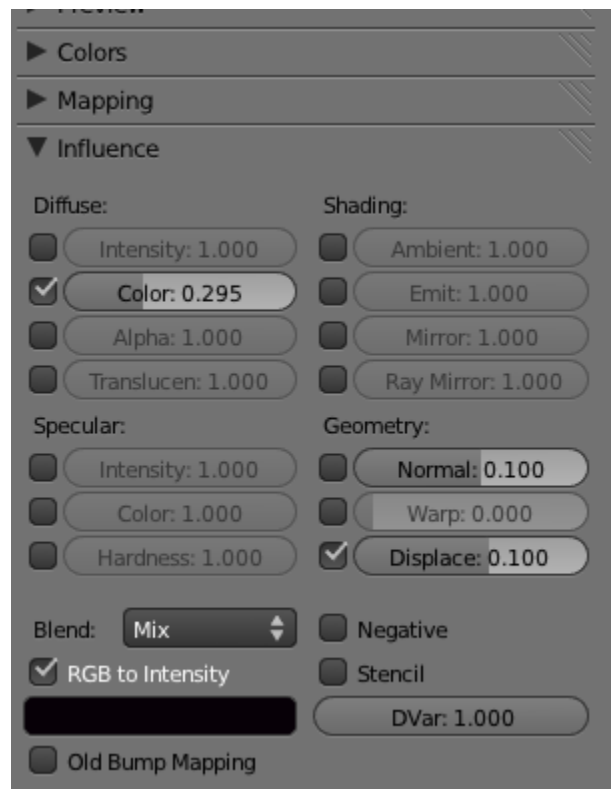 Preview
Colors
Mapping
Influence
Diffuse:
Intensity: 1.000
Color: 0.295
Alpha: 1.000
Translucen: 1.000
Shading:
Ambient: 1.000
Emit: 1.000
Mirror: 1.000
Ray Mirror: 1.000
Specular:
Intensity: 1.000
Color: 1.000
Hardness: 1.000
Geometry:
Normal: 0.100
Warp: 0.000
Displace: 0.100
Blend: Mix
RGB to Intensity
Old Bump Mapping
Negative
Stencil
DVar: 1.000